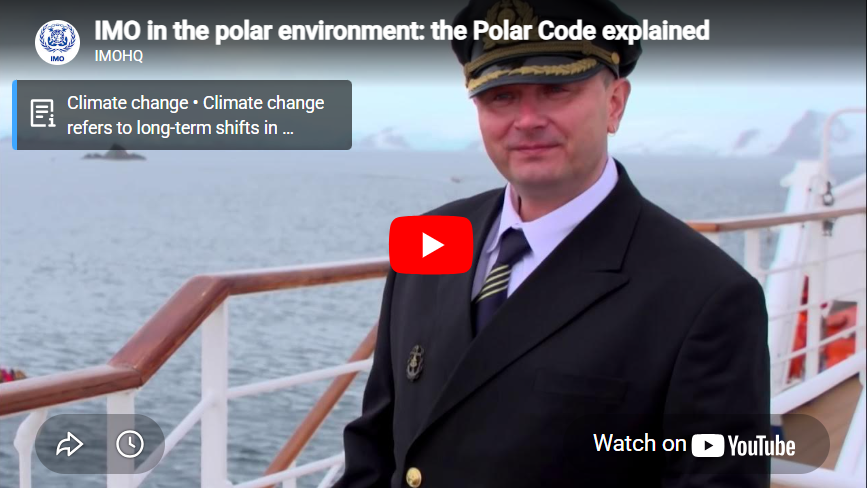 IMO in the polar environment: the Polar Code explained
IMO
IMOHQ
Climate change • Climate change
refers to long-term shifts in ...
Watch on YouTube